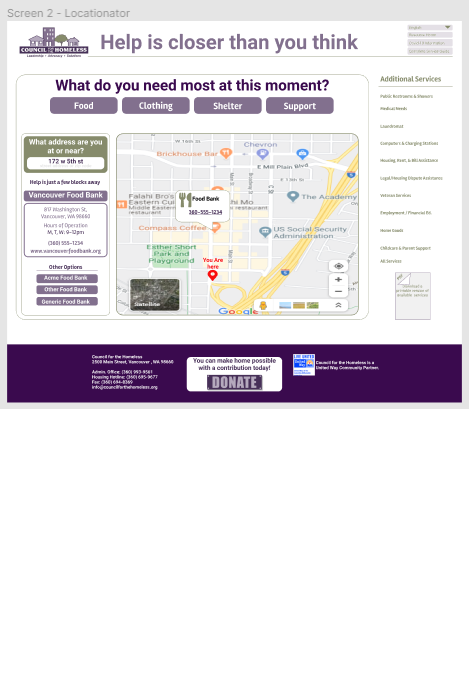 Screen 2 - Locationator
COUNCIL for the HOMELESS
Leadership • Advocacy • Solutions
Help is closer than you think
What do you need most at this moment?
Food
Clothing
Shelter
Support
What address are you
at or near?
172 w 5th st
Help is just a few blocks away
Vancouver Food Bank
817 Washington St,
Vancouver, WA 98660
Hours of Operation
M, T, W: 9-12pm
(360) 555-1234
www.vancouverfoodbank.org
Other Options
Acme Food Bank
Other Food Bank
Generic Food Bank
W 16th St
Chevron
Brickhouse Bar
E Mill Plain Blvd
Falahi Bro's
Eastern Cu
Middle Eastern
hi Mo
restaurant
The Academy
Food Bank
360-555-1234
Compass Coffee
US Social Security
Administration
Esther Short
Park and
Playground
You Are
here
Main St
Satellite
Google
Additional Services
Public Restrooms & Showers
Medical Needs
Laundromat
Computers & Charging Stations
Housing, Rent, & Bill Assistance
Legal/Housing Dispute Assistance
Veteran Services
Employment / Financial Ed.
Home Goods
Childcare & Parent Support
All Services
Download a
printable version of
available services
Council for the Homeless
2500 Main Street, Vancouver , WA 98660
Admin. Office: (360) 993-9561
Housing Hotline: (360) 695-9677
Fax: (360) 694-8369
info@councilforthehomeless.org
You can make home possible
with a contribution today!
DONATE
LIVE UNITED
United Way
Council for the Homeless is a
United Way Community Partner.